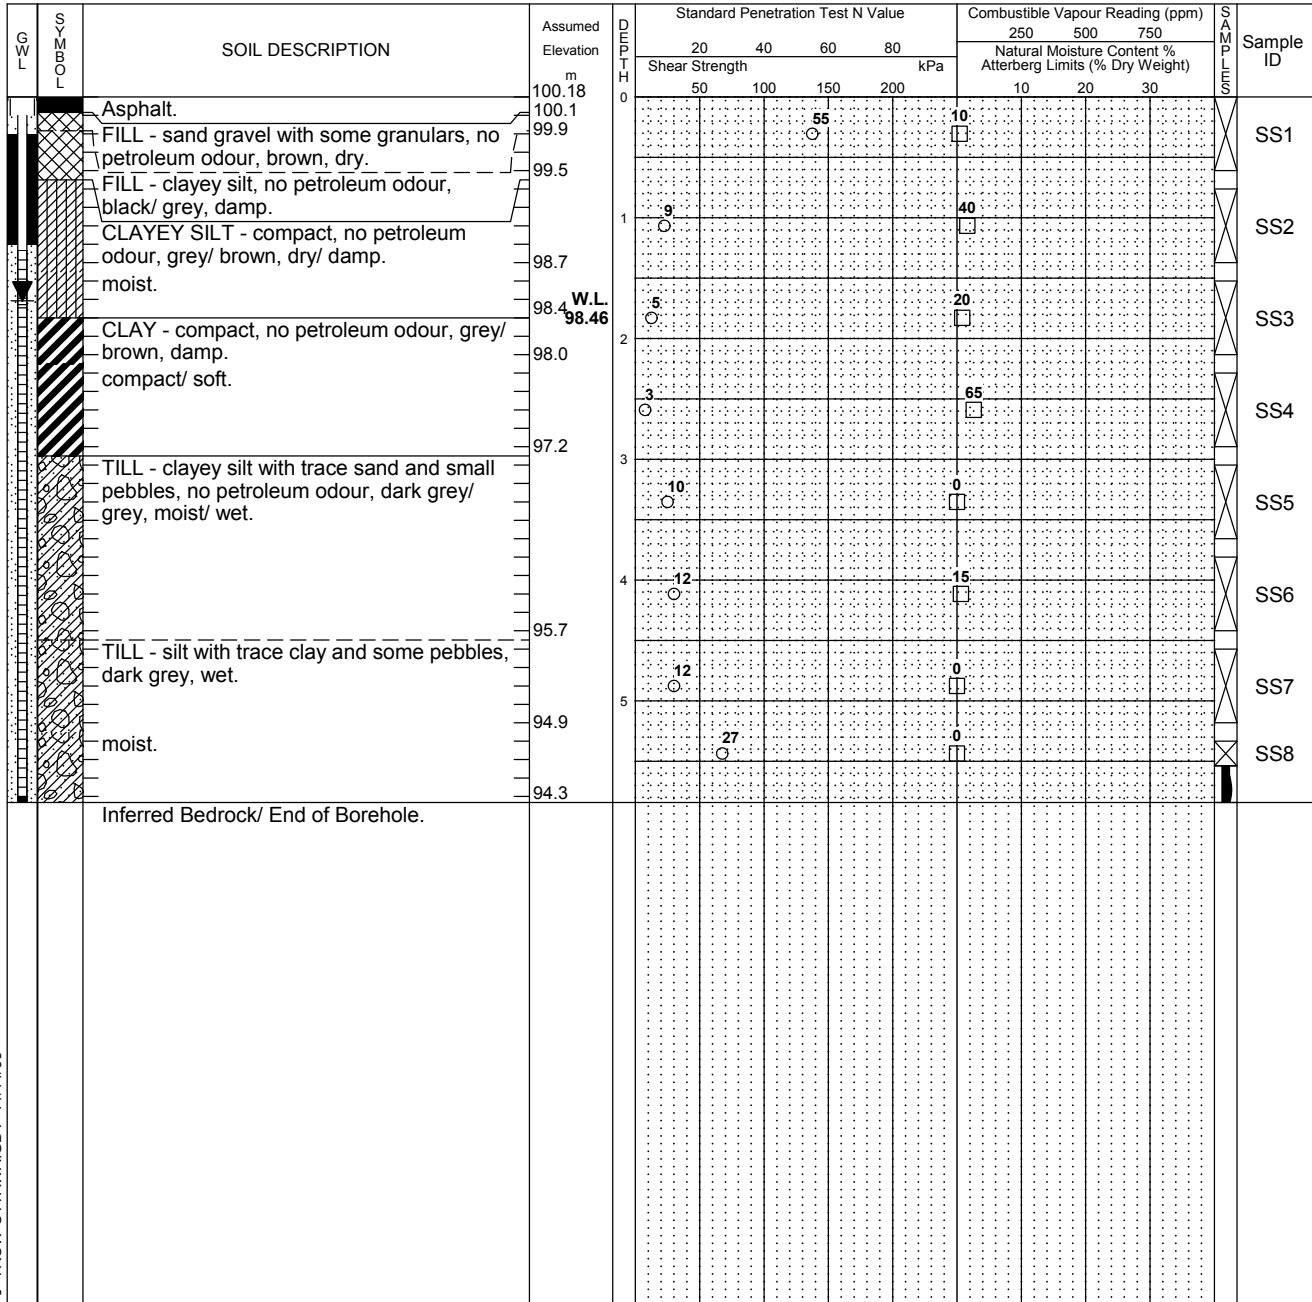 GWL
SYMBOL
SOIL DESCRIPTION
Assumed
Elevation
m
100.18
DEPTH
Standard Penetration Test N Value
20 40 60 80
Shear Strength kPa
50 100 150 200
Combustible Vapour Reading (ppm)
250 500 750
Natural Moisture Content %
Atterberg Limits (% Dry Weight)
10 20 30
SAMPLES
Sample
ID
0
Asphalt.
100.1
FILL - sand gravel with some granulars, no
petroleum odour, brown, dry.
99.9
55
10
SS1
FILL - clayey silt, no petroleum odour,
black/ grey, damp.
99.5
CLAYEY SILT - compact, no petroleum
odour, grey/ brown, dry/ damp.
1
9
40
SS2
moist.
98.7
98.4
W.L.
98.46
CLAY - compact, no petroleum odour, grey/
brown, damp.
5
20
SS3
2
98.0
compact/ soft.
3
65
SS4
97.2
3
TILL - clayey silt with trace sand and small
pebbles, no petroleum odour, dark grey/
grey, moist/ wet.
10
0
SS5
4
12
15
SS6
95.7
TILL - silt with trace clay and some pebbles,
dark grey, wet.
12
0
SS7
5
94.9
moist.
27
0
SS8
94.3
Inferred Bedrock/ End of Borehole.